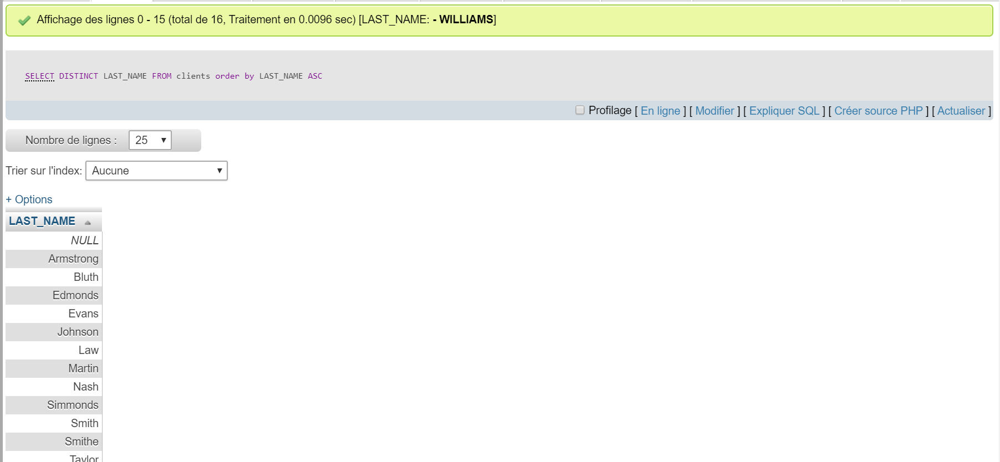 Affichage des lignes 0 - 15 (total de 16, Traitement en 0.0096 sec) [LAST_NAME: - WILLIAMS]
SELECT DISTINCT LAST_NAME FROM clients order by LAST_NAME ASC
Profilage [ En ligne ] [ Modifier ] [ Expliquer SQL ] [ Créer source PHP ] [ Actualiser ]
Nombre de lignes : 25
Trier sur l'index: Aucune
+ Options
LAST_NAME
NULL
Armstrong
Bluth
Edmonds
Evans
Johnson
Law
Martin
Nash
Simmonds
Smith
Smithe
Taylor